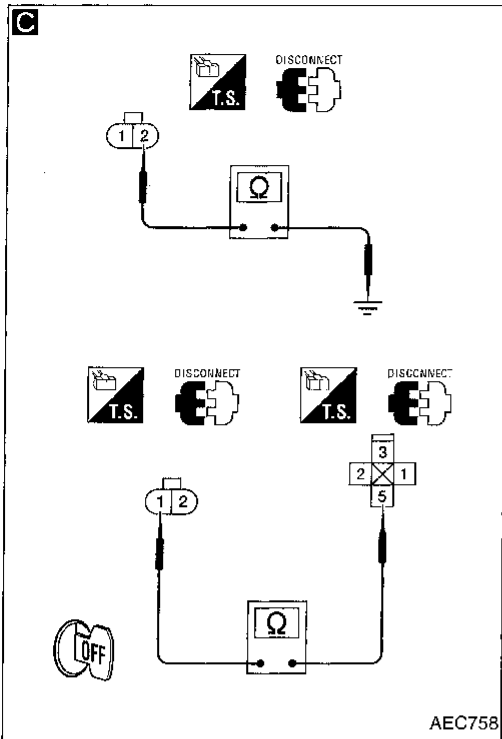 C
DISCONNECT
T.S.
1 2
Ω
DISCONNECT
DISCONNECT
T.S.
T.S.
3
2 1
5
1 2
Ω
OFF
AEC758